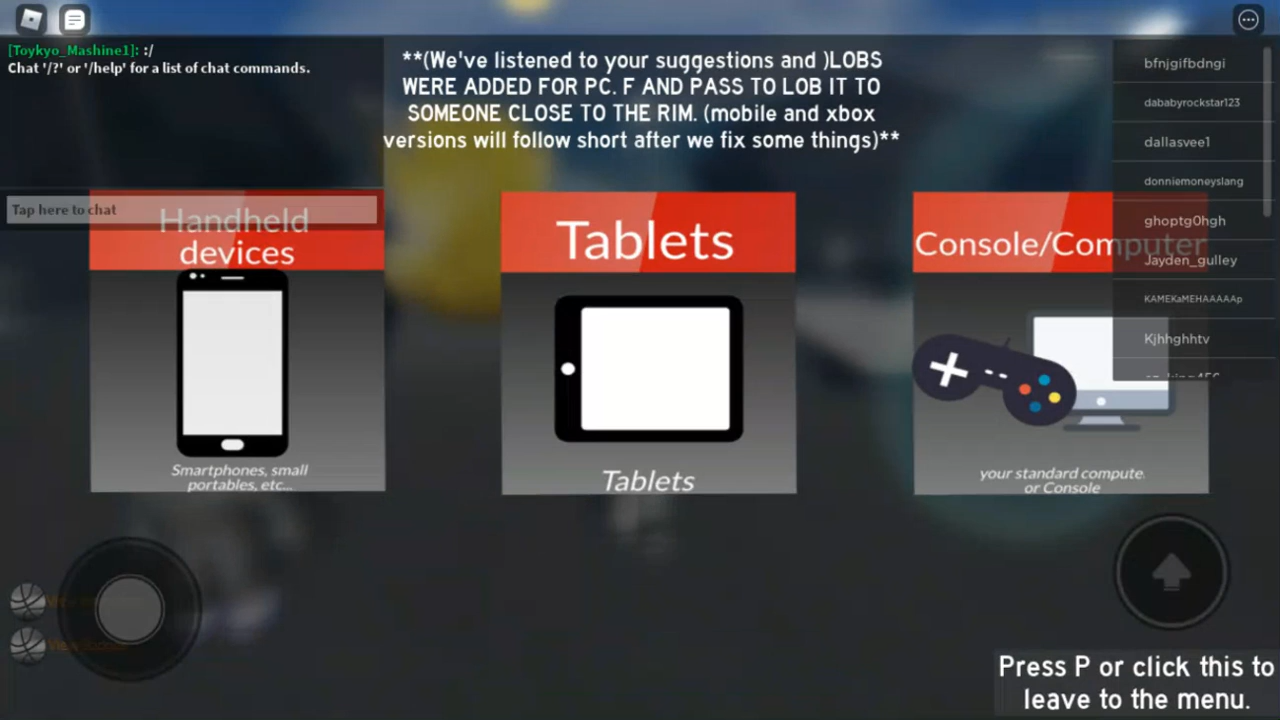 [Toykyo_Mashine1]: :/
Chat '/?' or '/help' for a list of chat commands.
Tap here to chat
**(We've listened to your suggestions and )LOBS
WERE ADDED FOR PC. F AND PASS TO LOB IT TO
SOMEONE CLOSE TO THE RIM. (mobile and xbox
versions will follow short after we fix some things)**
bfnjgifbdngi
dababyrockstar123
dallasvee1
donniemoneyslang
ghoptg0hgh
Jayden_gulley
KAMEKaMEHAAAAAp
Kjhhghhtv
Handheld
devices
Smartphones, small
portables, etc...
Tablets
Tablets
Console/Computer
your standard compute.
or Console
Press P or click this to
leave to the menu.